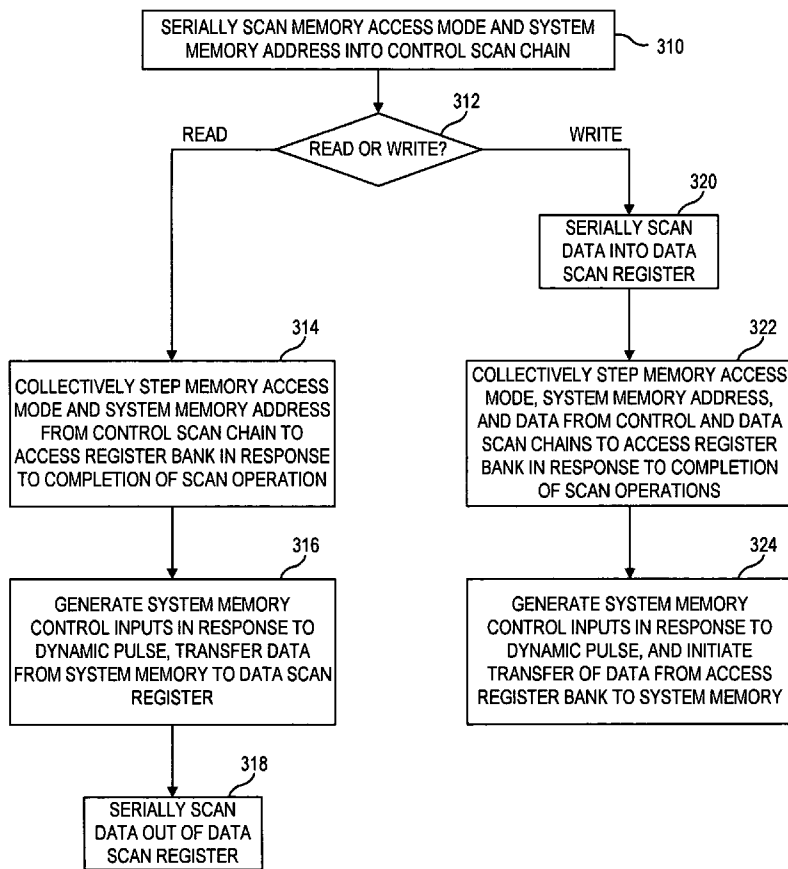 SERIALLY SCAN MEMORY ACCESS MODE AND SYSTEM
MEMORY ADDRESS INTO CONTROL SCAN CHAIN
310
312
READ
READ OR WRITE?
WRITE
320
SERIALLY SCAN
DATA INTO DATA
SCAN REGISTER
314
COLLECTIVELY STEP MEMORY ACCESS
MODE AND SYSTEM MEMORY ADDRESS
FROM CONTROL SCAN CHAIN TO
ACCESS REGISTER BANK IN RESPONSE
TO COMPLETION OF SCAN OPERATION
322
COLLECTIVELY STEP MEMORY ACCESS
MODE, SYSTEM MEMORY ADDRESS,
AND DATA FROM CONTROL AND DATA
SCAN CHAINS TO ACCESS REGISTER
BANK IN RESPONSE TO COMPLETION
OF SCAN OPERATIONS
316
GENERATE SYSTEM MEMORY
CONTROL INPUTS IN RESPONSE TO
DYNAMIC PULSE, TRANSFER DATA
FROM SYSTEM MEMORY TO DATA SCAN
REGISTER
324
GENERATE SYSTEM MEMORY
CONTROL INPUTS IN RESPONSE TO
DYNAMIC PULSE, AND INITIATE
TRANSFER OF DATA FROM ACCESS
REGISTER BANK TO SYSTEM MEMORY
318
SERIALLY SCAN
DATA OUT OF DATA
SCAN REGISTER